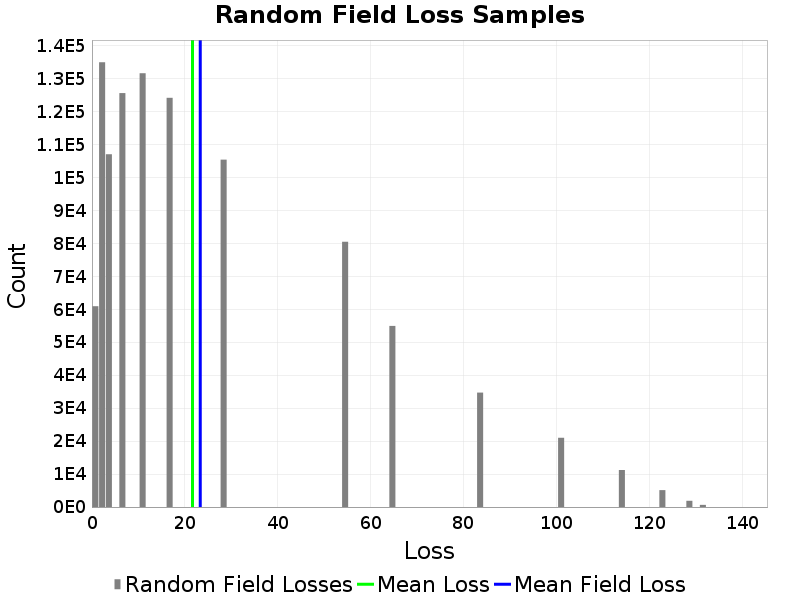 Random Field Loss Samples
1.4E5
1.3E5
1.2E5
1.1E5
1E5
9E4
8E4
7E4
6E4
5E4
4E4
3E4
2E4
1E4
0E0
Count
0 20 40 60 80 100 120 140
Loss
Random Field Losses Mean Loss Mean Field Loss